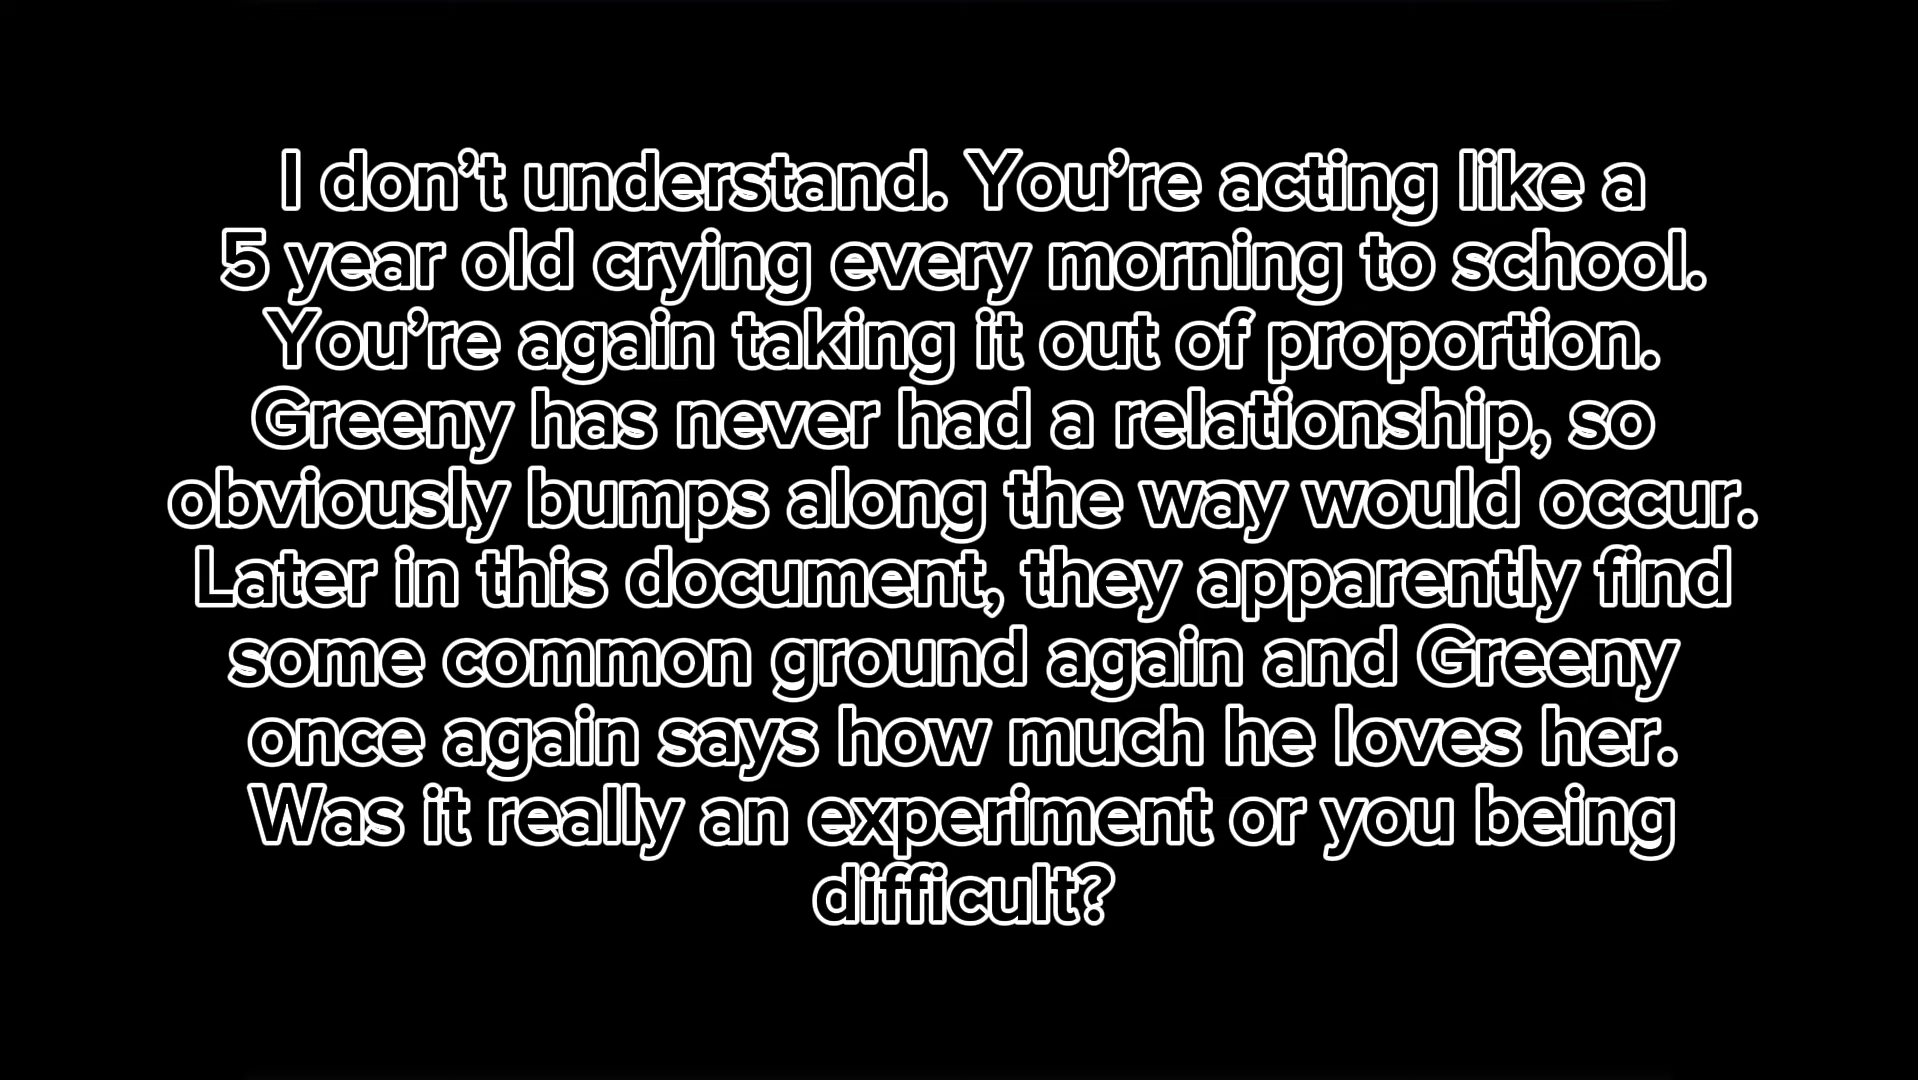 I don’t understand. You’re acting like a
5 year old crying every morning to school.
You’re again taking it out of proportion.
Greeny has never had a relationship, so
obviously bumps along the way would occur.
Later in this document, they apparently find
some common ground again and Greeny
once again says how much he loves her.
Was it really an experiment or you being
difficult?